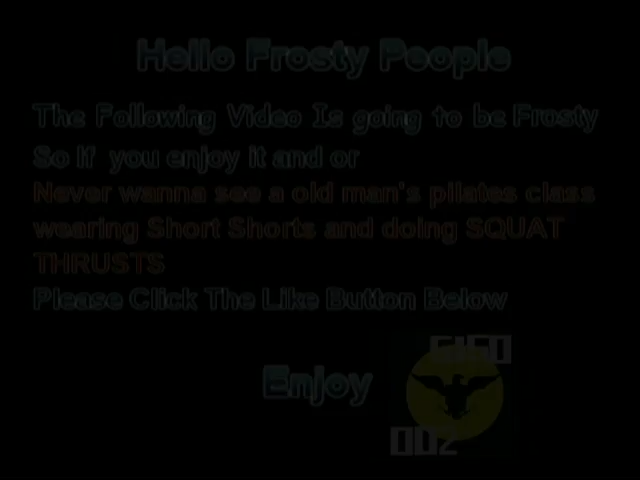 Hello Frosty People
The Following Video Is going to be Frosty
So If you enjoy it and or
Never wanna see a old man's pilates class
wearing Short Shorts and doing SQUAT
THRUSTS
Please Click The Like Button Below
Enjoy
002